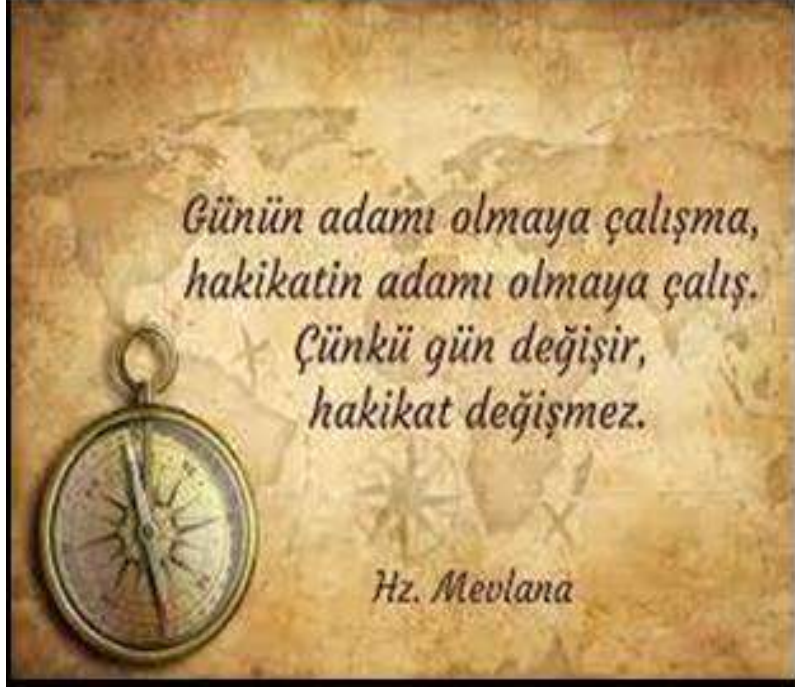 Günün adamı olmaya çalışma,
hakikatin adamı olmaya çalış.
Çünkü gün değişir,
hakikat değişmez.
Hz. Mevlana